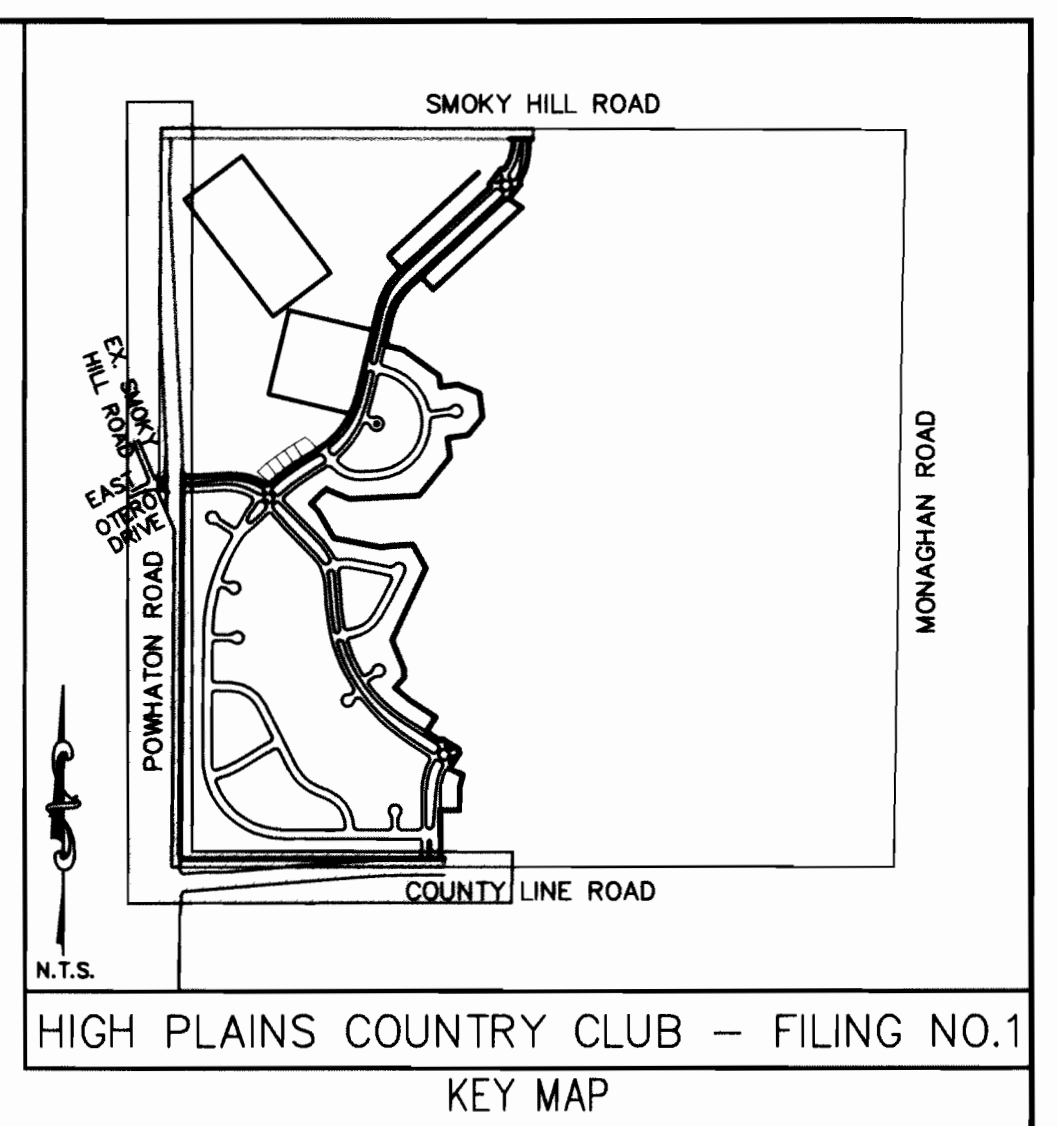 SMOKY HILL ROAD
EX. SMOKY
HILL ROAD
EAST
OTERO
DRIVE
POWHATON ROAD
MONAGHAN ROAD
COUNTY LINE ROAD
N.T.S.
HIGH PLAINS COUNTRY CLUB – FILING NO.1
KEY MAP